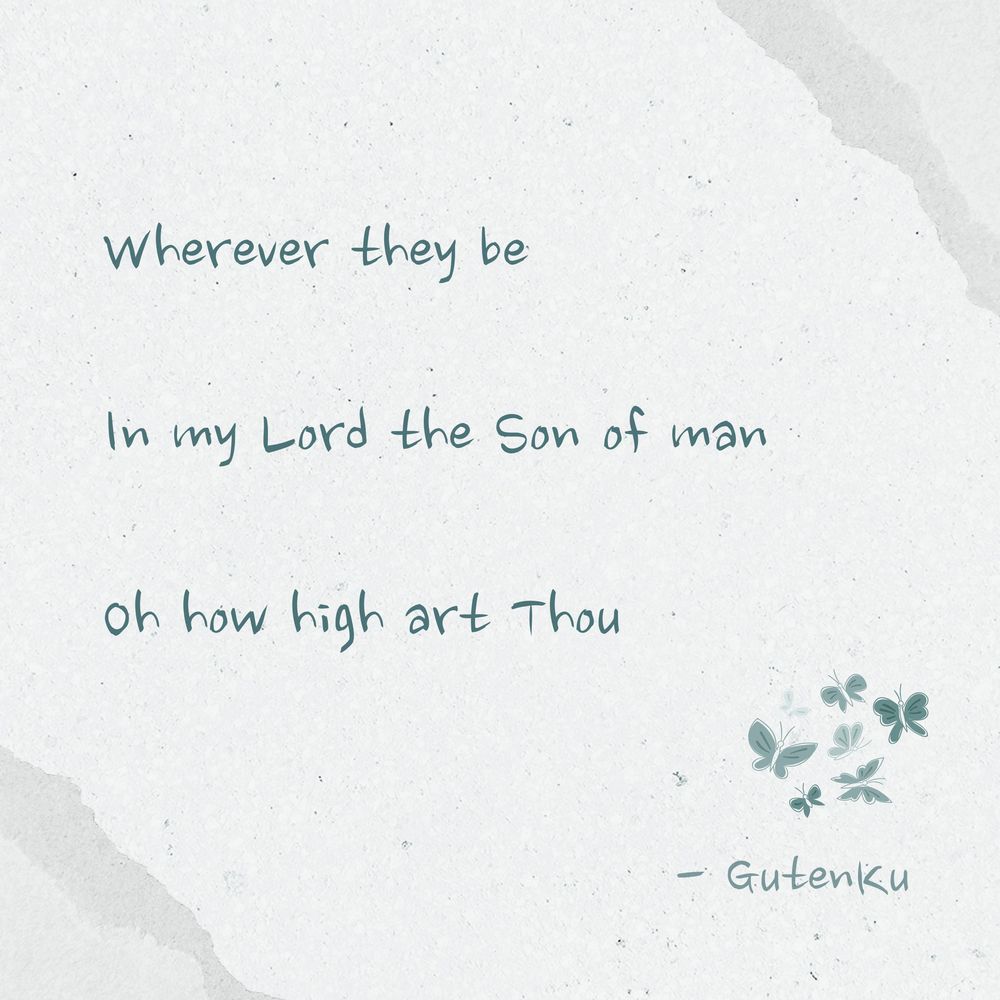 Wherever they be
In my Lord the Son of man
Oh how high art Thou
- GutenKu